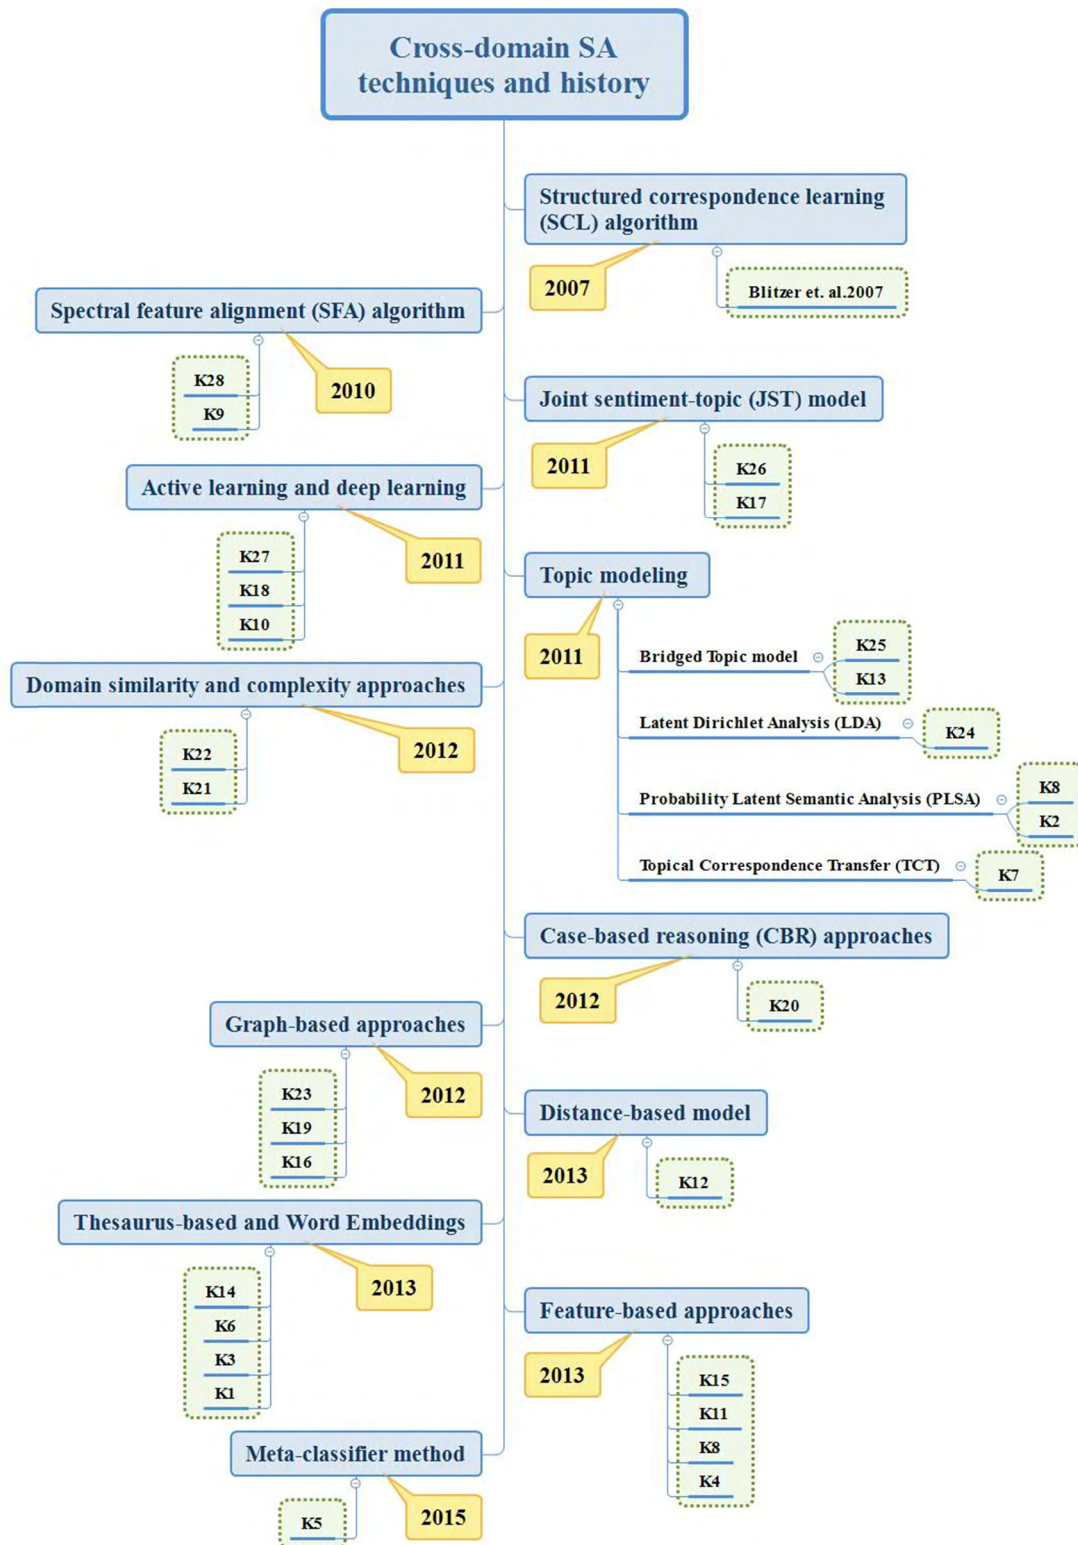 Cross-domain SA
techniques and history
Structured correspondence learning
(SCL) algorithm
2007
Blitzer et. al.2007
Spectral feature alignment (SFA) algorithm
2010
K28
K9
Joint sentiment-topic (JST) model
2011
K26
K17
Active learning and deep learning
2011
K27
K18
K10
Topic modeling
2011
Bridged Topic model
K25
K13
Latent Dirichlet Analysis (LDA)
K24
Probability Latent Semantic Analysis (PLSA)
K8
K2
Topical Correspondence Transfer (TCT)
K7
Domain similarity and complexity approaches
2012
K22
K21
Case-based reasoning (CBR) approaches
2012
K20
Graph-based approaches
2012
K23
K19
K16
Distance-based model
2013
K12
Thesaurus-based and Word Embeddings
2013
K14
K6
K3
K1
Feature-based approaches
2013
K15
K11
K8
K4
Meta-classifier method
2015
K5